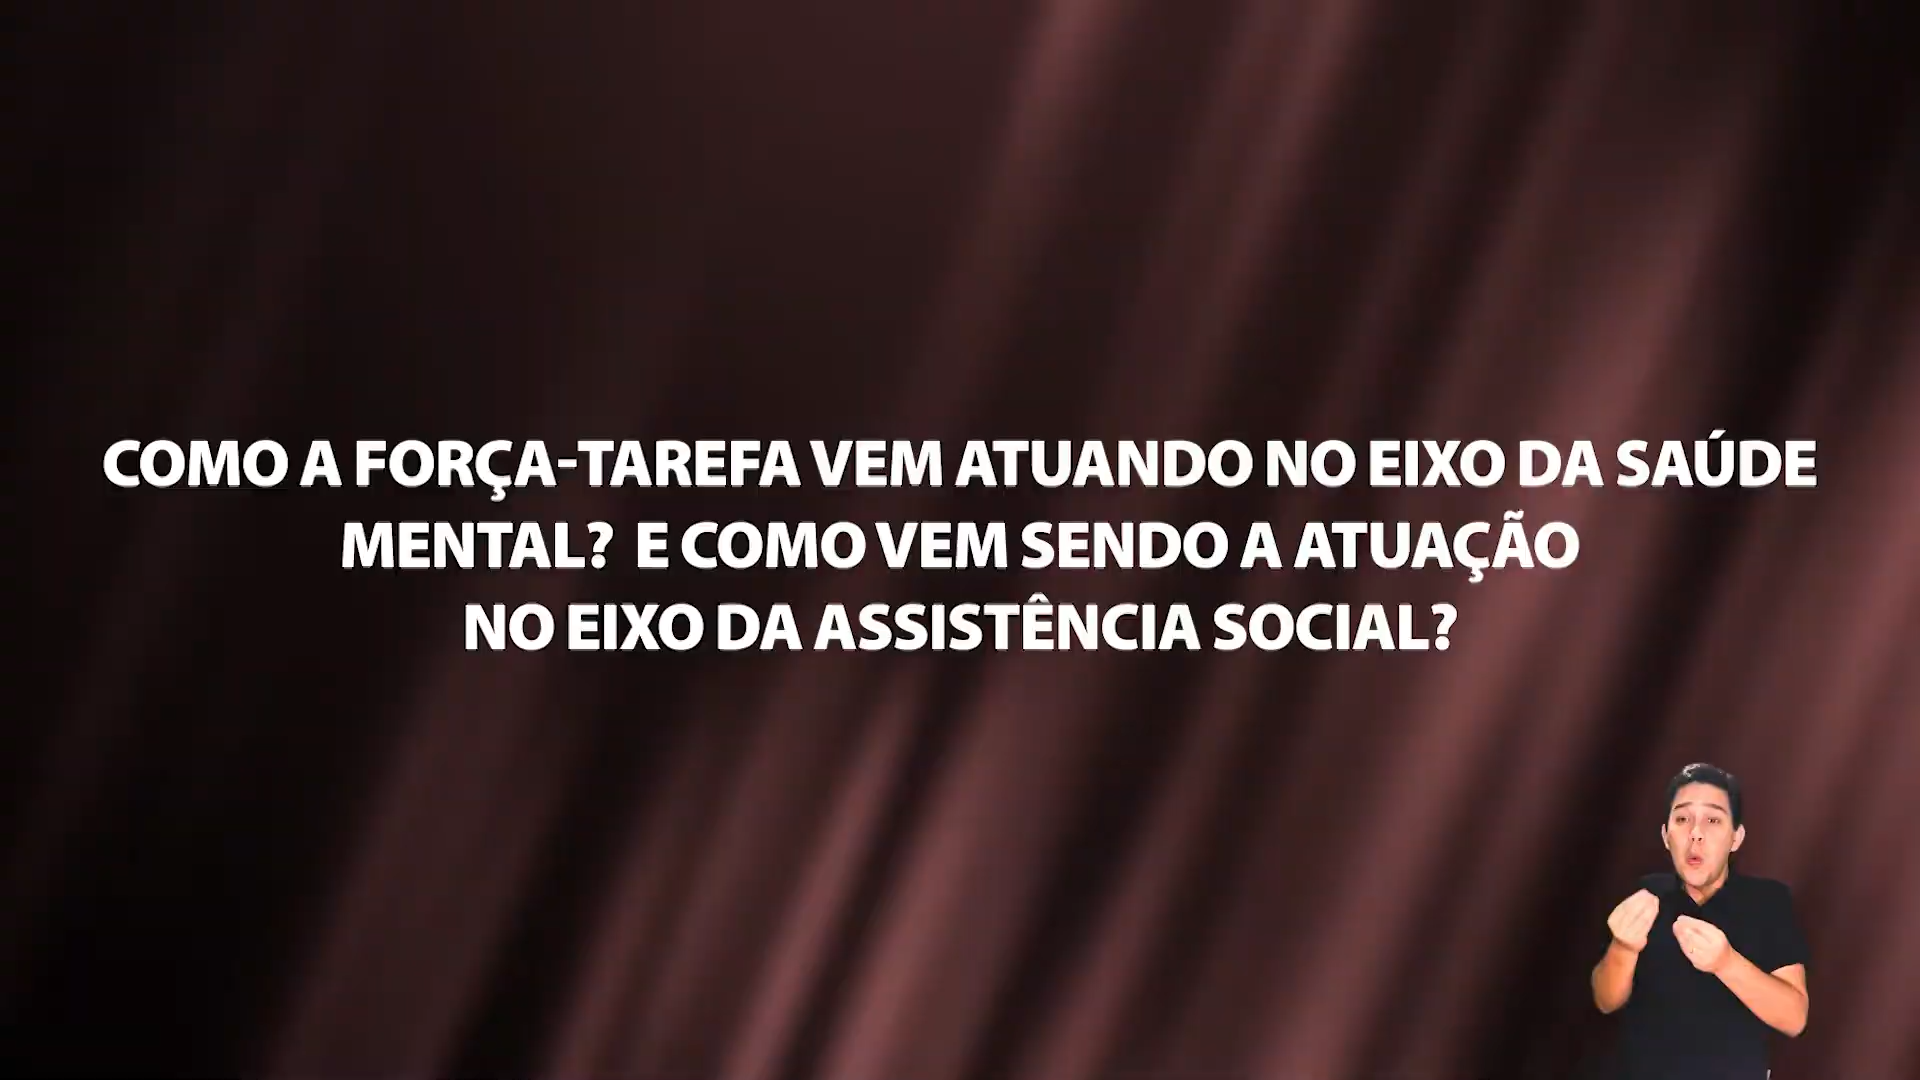 COMO A FORÇA-TAREFA VEM ATUANDO NO EIXO DA SAÚDE
MENTAL? E COMO VEM SENDO A ATUAÇÃO
NO EIXO DA ASSISTÊNCIA SOCIAL?